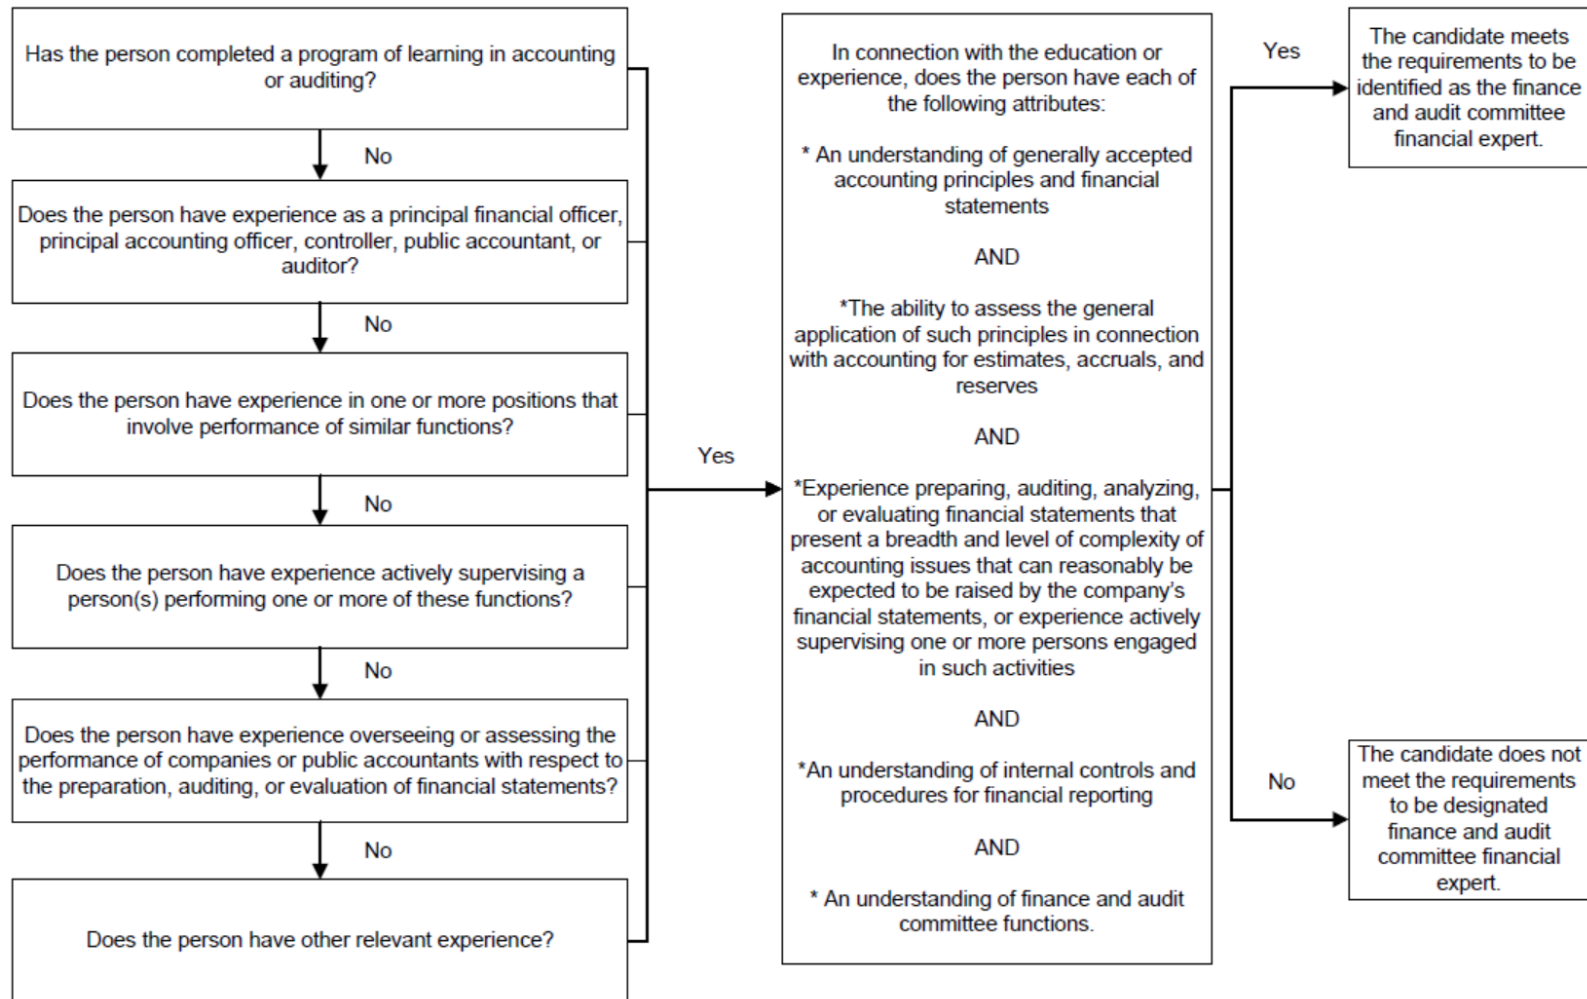 Has the person completed a program of learning in accounting
or auditing?
No
Does the person have experience as a principal financial officer,
principal accounting officer, controller, public accountant, or
auditor?
No
Does the person have experience in one or more positions that
involve performance of similar functions?
No
Does the person have experience actively supervising a
person(s) performing one or more of these functions?
No
Does the person have experience overseeing or assessing the
performance of companies or public accountants with respect to
the preparation, auditing, or evaluation of financial statements?
No
Does the person have other relevant experience?
Yes
In connection with the education or
experience, does the person have each of
the following attributes:
* An understanding of generally accepted
accounting principles and financial
statements
AND
*The ability to assess the general
application of such principles in connection
with accounting for estimates, accruals, and
reserves
AND
*Experience preparing, auditing, analyzing,
or evaluating financial statements that
present a breadth and level of complexity of
accounting issues that can reasonably be
expected to be raised by the company’s
financial statements, or experience actively
supervising one or more persons engaged
in such activities
AND
*An understanding of internal controls and
procedures for financial reporting
AND
* An understanding of finance and audit
committee functions.
Yes
The candidate meets
the requirements to be
identified as the finance
and audit committee
financial expert.
No
The candidate does not
meet the requirements
to be designated
finance and audit
committee financial
expert.